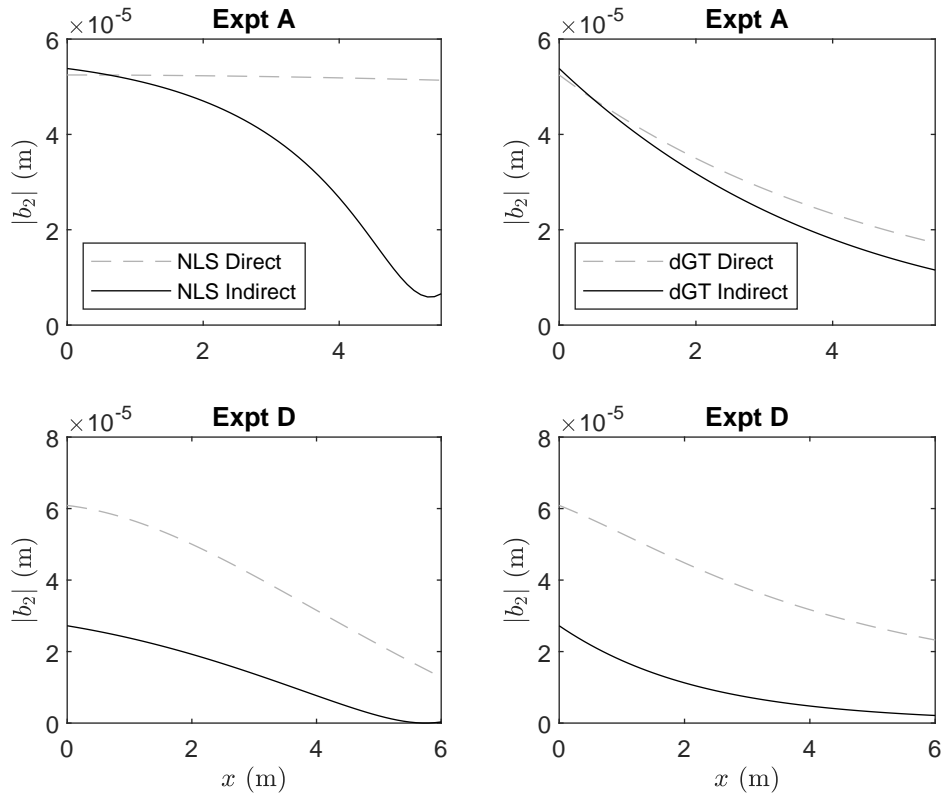 Expt A
×10⁻⁵
6
4
2
0
|b₂| (m)
NLS Direct
NLS Indirect
0 2 4
Expt A
×10⁻⁵
6
4
2
0
|b₂| (m)
dGT Direct
dGT Indirect
0 2 4
Expt D
×10⁻⁵
8
6
4
2
0
|b₂| (m)
0 2 4 6
x (m)
Expt D
×10⁻⁵
8
6
4
2
0
|b₂| (m)
0 2 4 6
x (m)